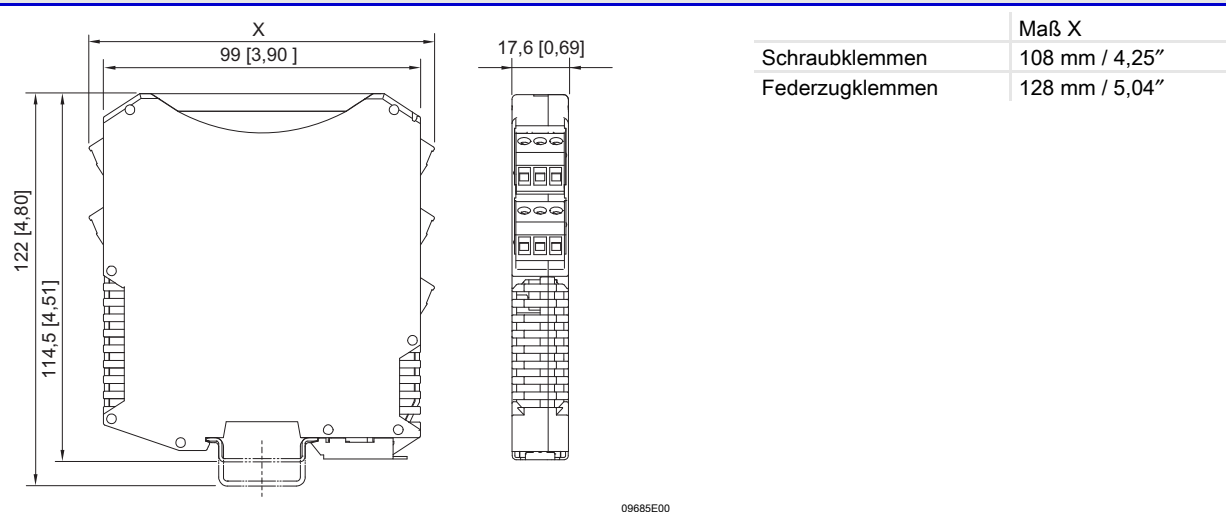 X
99 [3,90 ]
17,6 [0,69]
122 [4,80]
114,5 [4,51]
09685E00
Maß X
Schraubklemmen 108 mm / 4,25″
Federzugklemmen 128 mm / 5,04″